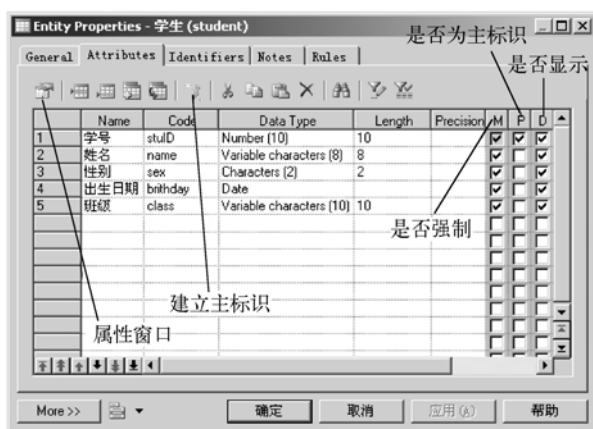 Entity Properties - 学生 (student)
是否为主标识
General Attributes Identifiers Notes Rules
是否显示
Name Code Data Type Length Precision M P D
1 学号 stuID Number (10) 10
2 姓名 name Variable characters (8) 8
3 性别 sex Characters (2) 2
4 出生日期 brithday Date
5 班级 class Variable characters (10) 10
是否强制
建立主标识
属性窗口
More >> 确定 取消 应用(A) 帮助